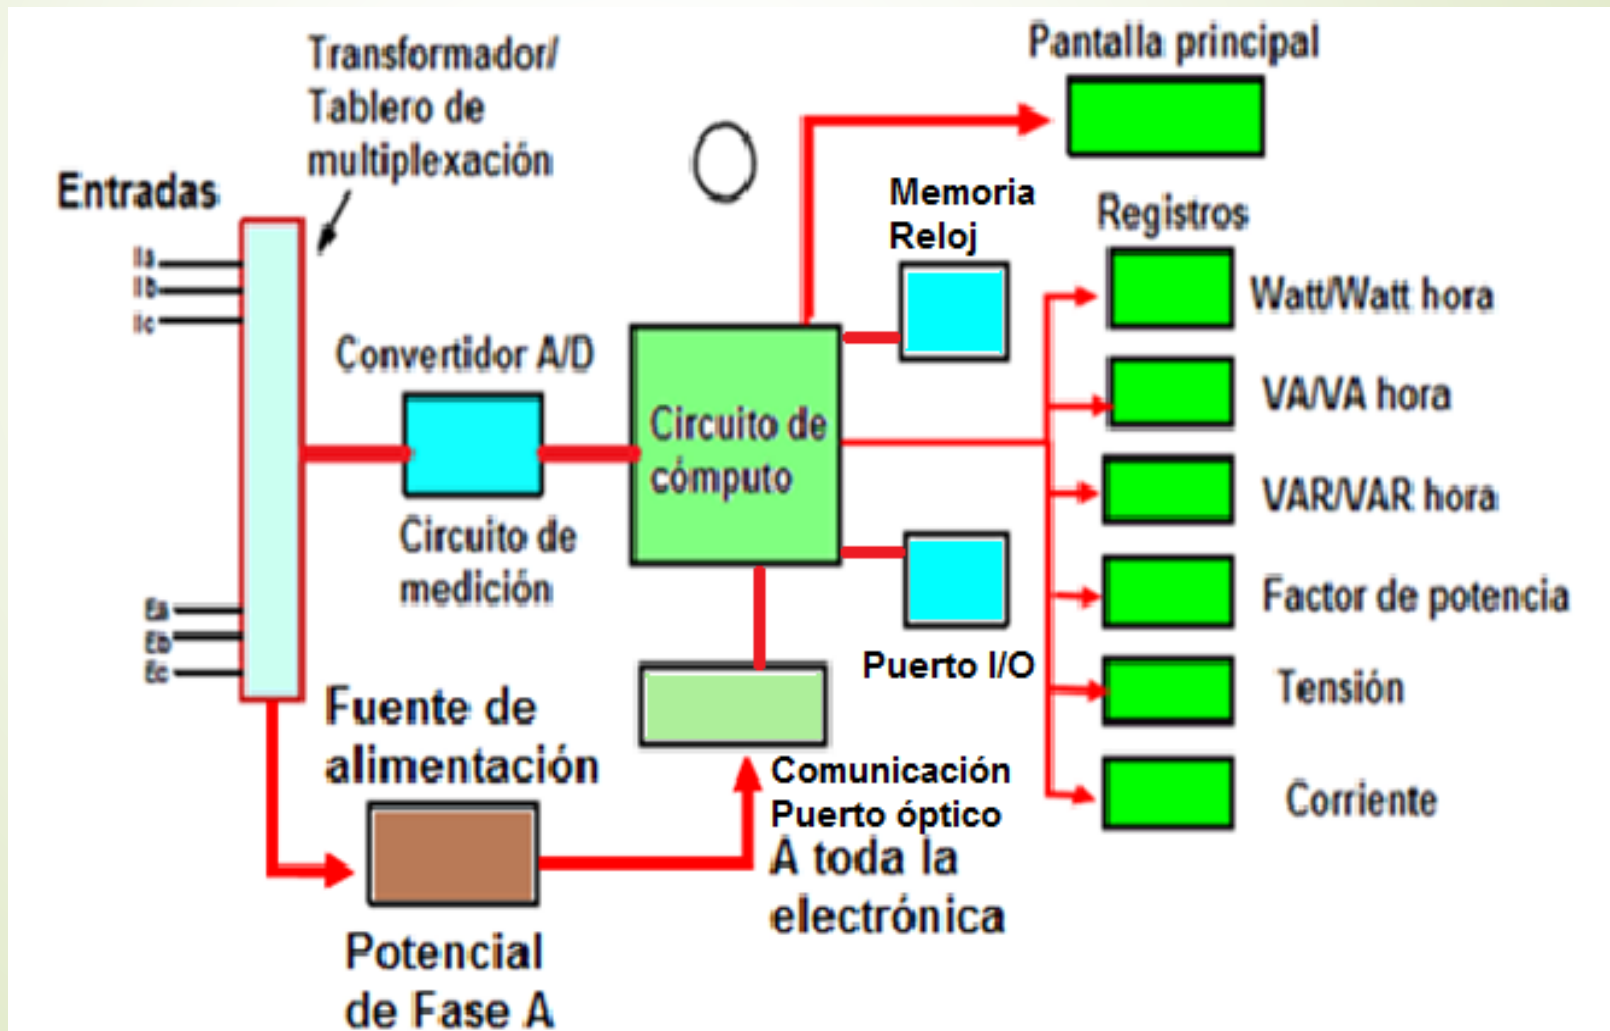 Transformador/
Tablero de
multiplexación
Pantalla principal
Entradas
Ia
Ib
Ic
Memoria
Reloj
Registros
Watt/Watt hora
Convertidor A/D
VA/VA hora
Circuito de
cómputo
VAR/VAR hora
Circuito de
medición
Factor de potencia
Ea
Eb
Ec
Puerto I/O
Tensión
Fuente de
alimentación
Comunicación
Puerto óptico
Corriente
A toda la
electrónica
Potencial
de Fase A